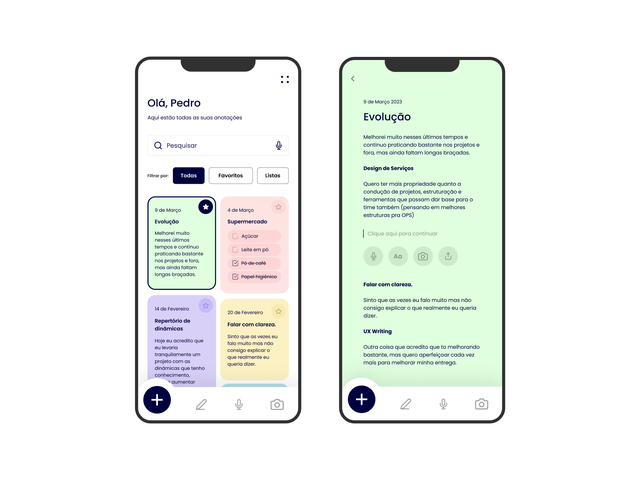 Olá, Pedro
Aqui estão todas as suas anotações
Pesquisar
Filtrar por:
Todas
Favoritos
Listas
9 de Março
Evolução
Melhorei muito
nesses últimos
tempos e continuo
praticando bastante
nos projetos e fora,
mas ainda faltam
longas braçadas.
4 de Março
Supermercado
Açúcar
Leite em pó
Pó de café
Papel higiênico
14 de Fevereiro
Repertório de
dinâmicas
Hoje eu acredito que
eu levaria
tranquilamente um
projeto com as
dinâmicas que tenho
conhecimento,
aumentar
20 de Fevereiro
Falar com clareza.
Sinto que as vezes eu
falo muito mas não
consigo explicar o
que realmente eu
queria dizer.
9 de Março 2023
Evolução
Melhorei muito nesses últimos tempos e
continuo praticando bastante nos projetos e
fora, mas ainda faltam longas braçadas.
Design de Serviços
Quero ter mais propriedade quanto a
condução de projetos, estruturação e
ferramentas que possam dar base para o
time também (pensando em melhores
estruturas pra OPS)
Clique aqui para continuar
Aa
Falar com clareza.
Sinto que as vezes eu falo muito mas não
consigo explicar o que realmente eu queria
dizer.
UX Writing
Outra coisa que acredito que to melhorando
bastante, mas quero aperfeiçoar cada vez
mais para melhorar minha entrega.